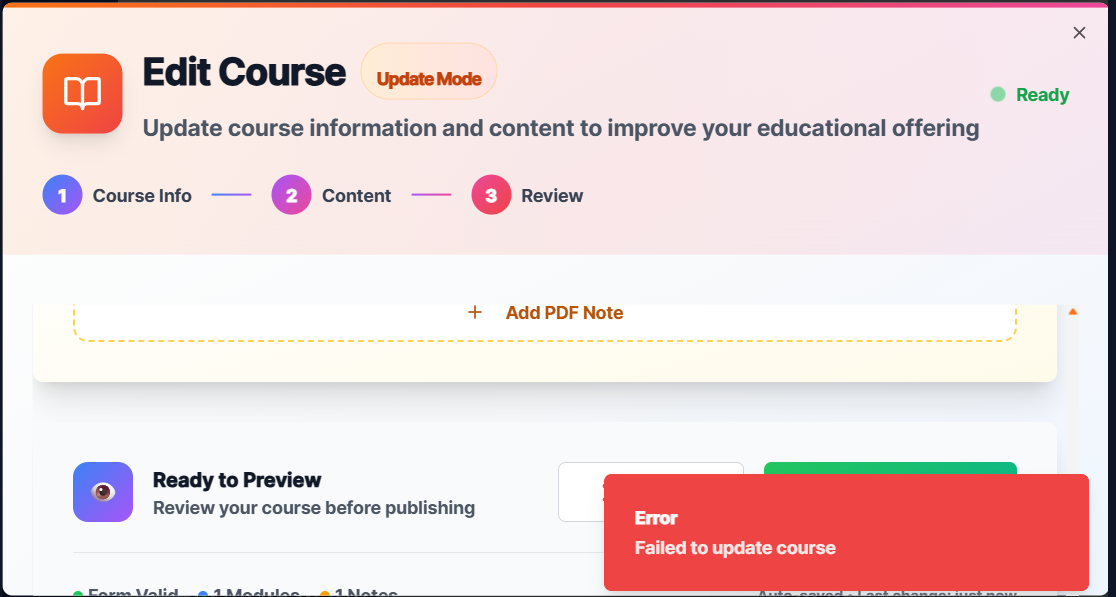 Edit Course
Update Mode
Ready
Update course information and content to improve your educational offering
1 Course Info
2 Content
3 Review
+ Add PDF Note
Ready to Preview
Review your course before publishing
Error
Failed to update course
Form Valid
1 Modules
1 Notes
Auto-saved • Last change: just now